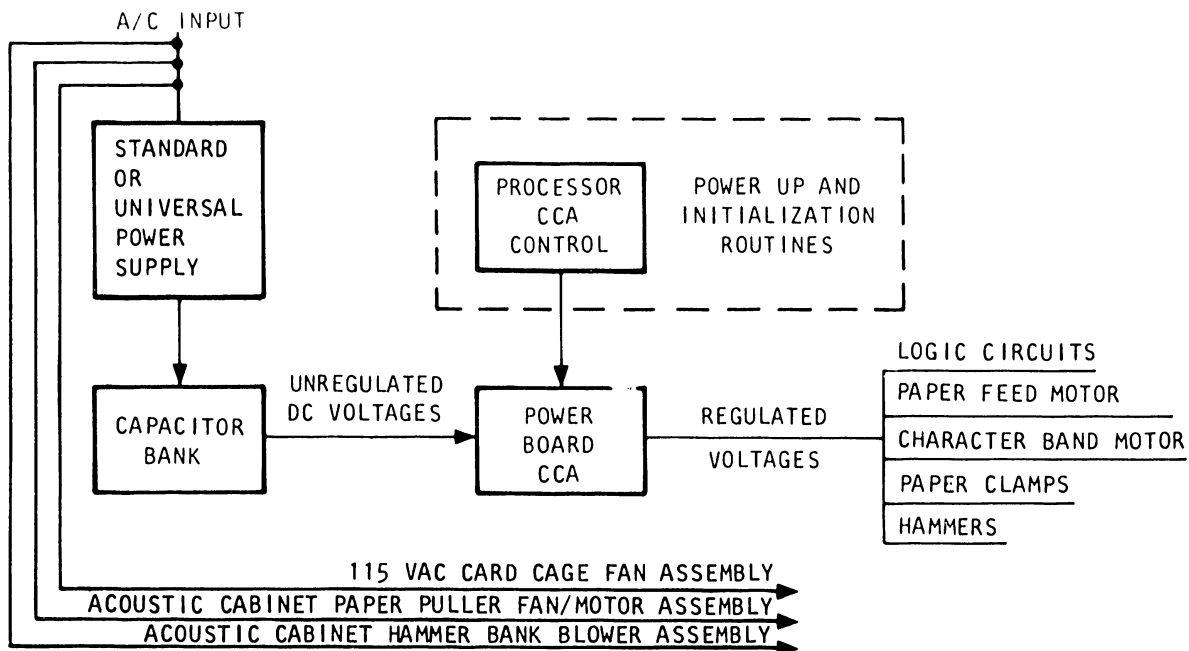 A/C INPUT
STANDARD
OR
UNIVERSAL
POWER
SUPPLY
PROCESSOR
CCA
CONTROL
POWER UP AND
INITIALIZATION
ROUTINES
CAPACITOR
BANK
UNREGULATED
DC VOLTAGES
POWER
BOARD
CCA
REGULATED
VOLTAGES
LOGIC CIRCUITS
PAPER FEED MOTOR
CHARACTER BAND MOTOR
PAPER CLAMPS
HAMMERS
115 VAC CARD CAGE FAN ASSEMBLY
ACOUSTIC CABINET PAPER PULLER FAN/MOTOR ASSEMBLY
ACOUSTIC CABINET HAMMER BANK BLOWER ASSEMBLY